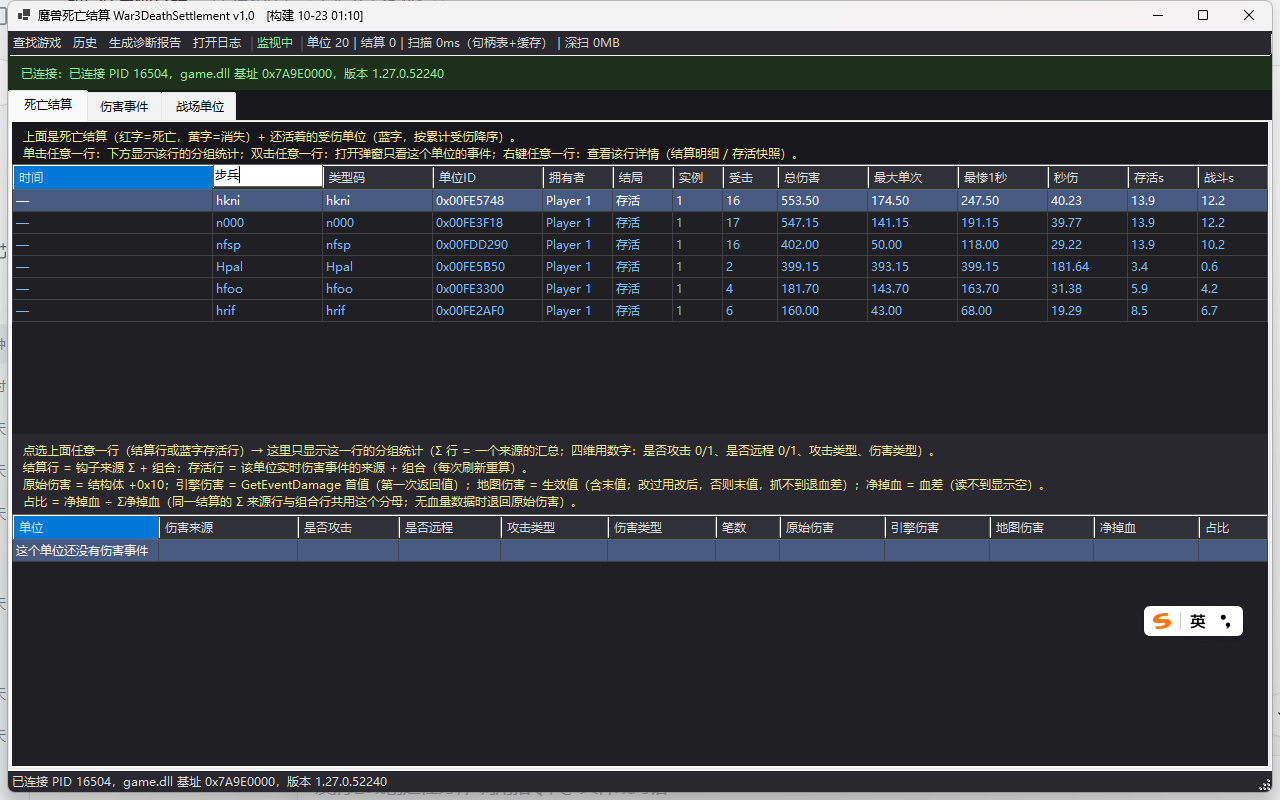 魔兽死亡结算 War3DeathSettlement v1.0 [构建 10-23 01:10]
查找游戏 历史 生成诊断报告 打开日志 | 监视中 | 单位 20 | 结算 0 | 扫描 0ms（句柄表+缓存） | 深扫 0MB
已连接：已连接 PID 16504，game.dll 基址 0x7A9E0000，版本 1.27.0.52240
死亡结算 伤害事件 战场单位
上面是死亡结算（红字=死亡，黄字=消失）+ 还活着的受伤单位（蓝字，按累计受伤降序）。
单击任意一行：下方显示该行的分组统计；双击任意一行：打开弹窗只看这个单位的事件；右键任意一行：查看该行详情（结算明细 / 存活快照）。
时间 步兵 类型码 单位ID 拥有者 结局 实例 受击 总伤害 最大单次 最惨1秒 秒伤 存活s 战斗s
— hkni hkni 0x00FE5748 Player 1 存活 1 16 553.50 174.50 247.50 40.23 13.9 12.2
— n000 n000 0x00FE3F18 Player 1 存活 1 17 547.15 141.15 191.15 39.77 13.9 12.2
— nfsp nfsp 0x00FDD290 Player 1 存活 1 16 402.00 50.00 118.00 29.22 13.9 10.2
— Hpal Hpal 0x00FE5B50 Player 1 存活 1 2 399.15 393.15 399.15 181.64 3.4 0.6
— hfoo hfoo 0x00FE3300 Player 1 存活 1 4 181.70 143.70 163.70 31.38 5.9 4.2
— hrif hrif 0x00FE2AF0 Player 1 存活 1 6 160.00 43.00 68.00 19.29 8.5 6.7
点选上面任意一行（结算行或蓝字存活行）→ 这里只显示这一行的分组统计（Σ 行 = 一个来源的汇总；四维用数字：是否攻击 0/1、是否远程 0/1、攻击类型、伤害类型）。
结算行 = 钩子来源 Σ + 组合；存活行 = 该单位实时伤害事件的来源 + 组合（每次刷新重算）。
原始伤害 = 结构体 +0x10；引擎伤害 = GetEventDamage 首值（第一次返回值）；地图伤害 = 生效值（含末值；改过用改后，否则末值，抓不到退血差）；净掉血 = 血差（读不到显示空）。
占比 = 净掉血 ÷ Σ净掉血（同一结算的 Σ 来源行与组合行共用这个分母；无血量数据时退回原始伤害）。
单位 伤害来源 是否攻击 是否远程 攻击类型 伤害类型 笔数 原始伤害 引擎伤害 地图伤害 净掉血 占比
这个单位还没有伤害事件
英
已连接 PID 16504，game.dll 基址 0x7A9E0000，版本 1.27.0.52240